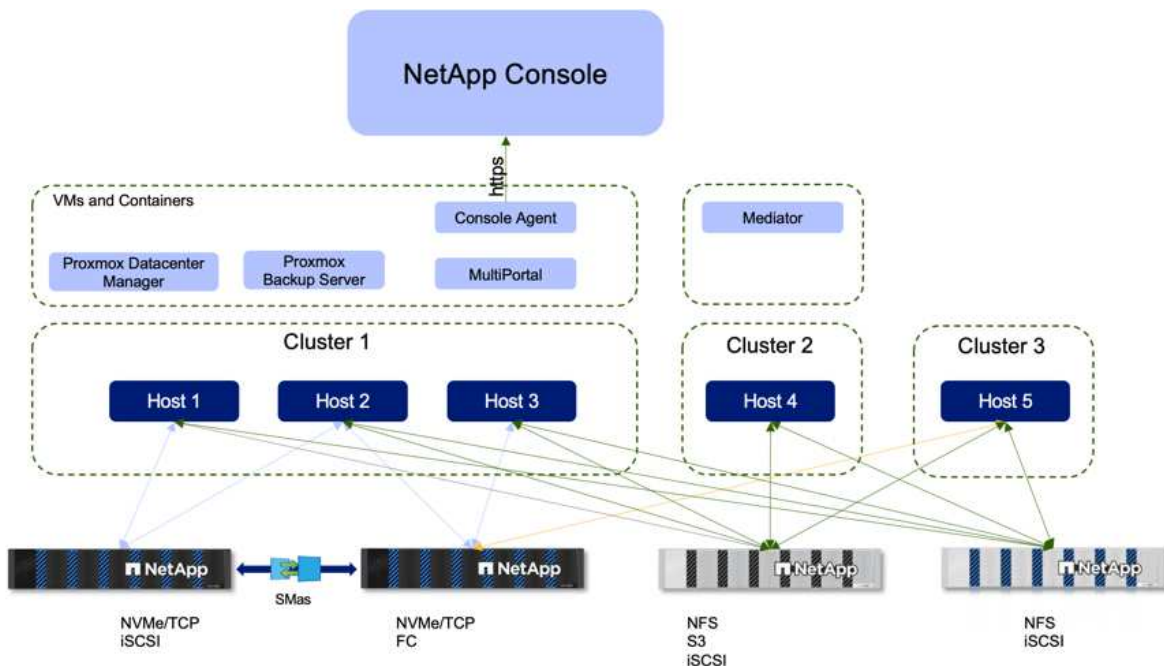 NetApp Console
https
VMs and Containers
Console Agent
Mediator
Proxmox Datacenter
Manager
Proxmox
Backup Server
MultiPortal
Cluster 1
Cluster 2
Cluster 3
Host 1
Host 2
Host 3
Host 4
Host 5
NetApp
NetApp
NetApp
NetApp
SMas
NVMe/TCP
iSCSI
NVMe/TCP
FC
NFS
S3
iSCSI
NFS
iSCSI